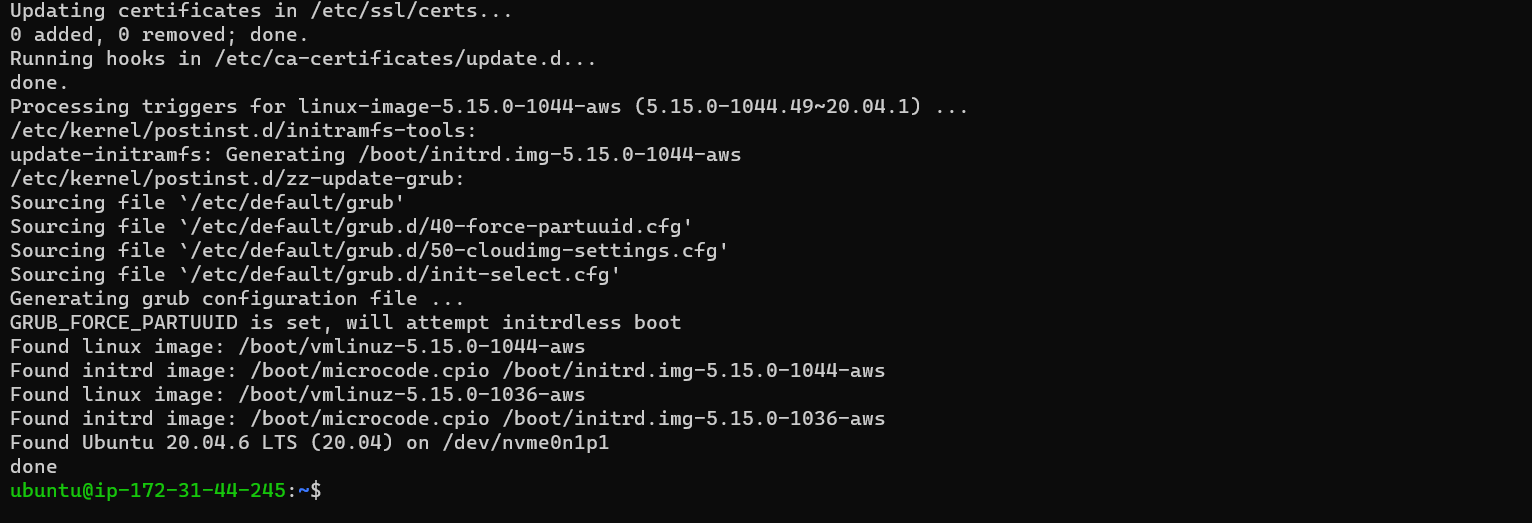 Updating certificates in /etc/ssl/certs...
0 added, 0 removed; done.
Running hooks in /etc/ca-certificates/update.d...
done.
Processing triggers for linux-image-5.15.0-1044-aws (5.15.0-1044.49~20.04.1) ...
/etc/kernel/postinst.d/initramfs-tools:
update-initramfs: Generating /boot/initrd.img-5.15.0-1044-aws
/etc/kernel/postinst.d/zz-update-grub:
Sourcing file `/etc/default/grub'
Sourcing file `/etc/default/grub.d/40-force-partuuid.cfg'
Sourcing file `/etc/default/grub.d/50-cloudimg-settings.cfg'
Sourcing file `/etc/default/grub.d/init-select.cfg'
Generating grub configuration file ...
GRUB_FORCE_PARTUUID is set, will attempt initrdless boot
Found linux image: /boot/vmlinuz-5.15.0-1044-aws
Found initrd image: /boot/microcode.cpio /boot/initrd.img-5.15.0-1044-aws
Found linux image: /boot/vmlinuz-5.15.0-1036-aws
Found initrd image: /boot/microcode.cpio /boot/initrd.img-5.15.0-1036-aws
Found Ubuntu 20.04.6 LTS (20.04) on /dev/nvme0n1p1
done
ubuntu@ip-172-31-44-245:~$